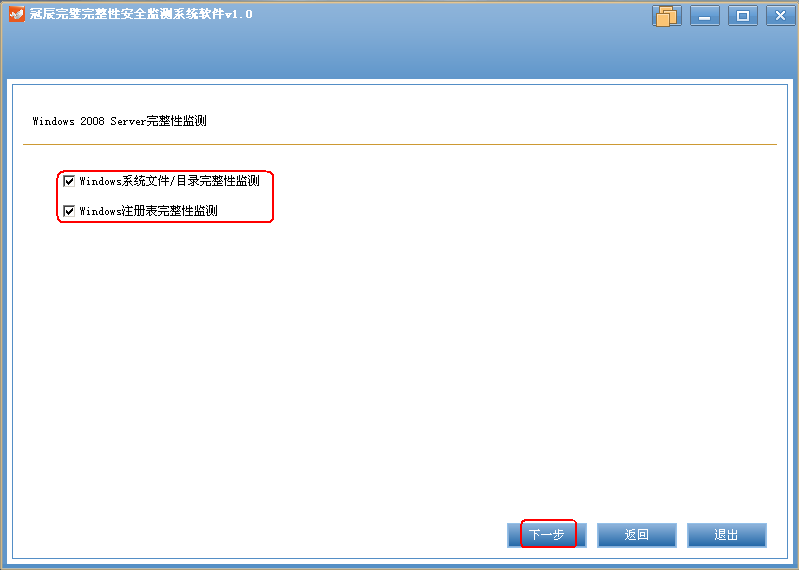 冠辰完璧完整性安全监测系统软件v1.0
Windows 2008 Server完整性监测
Windows系统文件/目录完整性监测
Windows注册表完整性监测
下一步 返回 退出